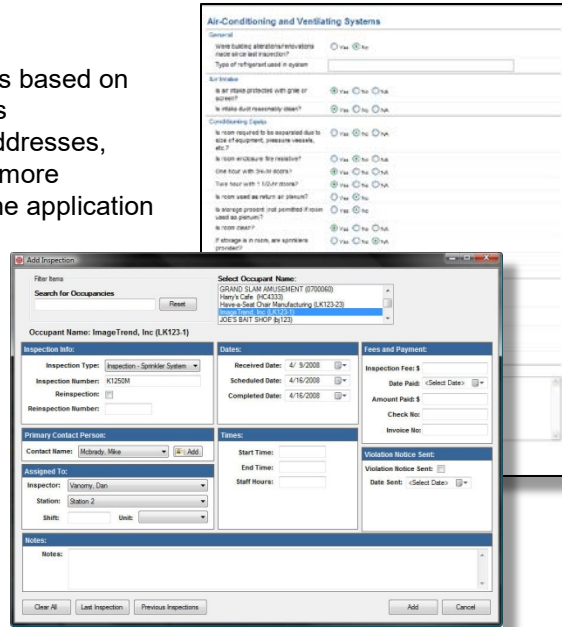 s based on
s
ddresses,
more
ne application
Air-Conditioning and Ventilating Systems
General
Were building alterations/renovations made since last inspection? Yes No
Type of refrigerant used in system
Air Intake
Is air intake protected with grille or screen? Yes No NA
Is intake duct reasonably clean? Yes No NA
Conditioning Equip
Is room required to be separated due to size of equipment, pressure vessels, etc.? Yes No NA
Is room enclosure fire resistive? Yes No NA
One hour with 3/4-hr doors? Yes No NA
Two hour with 1 1/2-hr doors? Yes No NA
Is room used as return air plenum? Yes No
Is storage present (not permitted if room used as plenum)? Yes No
Is room clean? Yes No NA
If storage is in room, are sprinklers provided? Yes No NA
Add Inspection
Filter Items
Search for Occupancies
Reset
Select Occupant Name:
GRAND SLAM AMUSEMENT (0700060)
Harry's Cafe (HC4333)
Have-a-Seat Chair Manufacturing (LK123-23)
ImageTrend, Inc (LK123-1)
JOE'S BAIT SHOP (bj123)
Occupant Name: ImageTrend, Inc (LK123-1)
Inspection Info:
Inspection Type: Inspection - Sprinkler System
Inspection Number: K1250M
Reinspection:
Reinspection Number:
Dates:
Received Date: 4/ 9/2008
Scheduled Date: 4/16/2008
Completed Date: 4/16/2008
Fees and Payment:
Inspection Fee: $
Date Paid: <Select Date>
Amount Paid: $
Check No:
Invoice No:
Primary Contact Person:
Contact Name: Mcbrady, Mike Add
Assigned To:
Inspector: Vanorny, Dan
Station: Station 2
Shift: Unit:
Times:
Start Time:
End Time:
Staff Hours:
Violation Notice Sent:
Violation Notice Sent:
Date Sent: <Select Date>
Notes:
Notes:
Clear All Last Inspection Previous Inspections Add Cancel